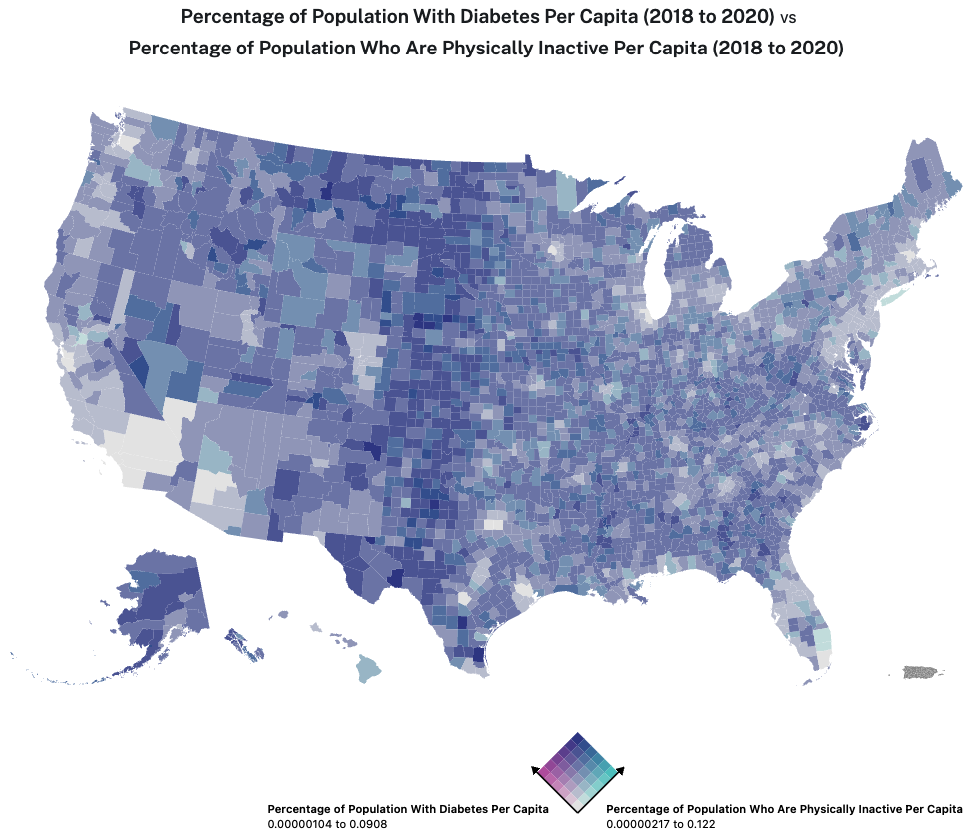 Percentage of Population With Diabetes Per Capita (2018 to 2020) vs
Percentage of Population Who Are Physically Inactive Per Capita (2018 to 2020)
Percentage of Population With Diabetes Per Capita
0.00000104 to 0.0908
Percentage of Population Who Are Physically Inactive Per Capita
0.00000217 to 0.122